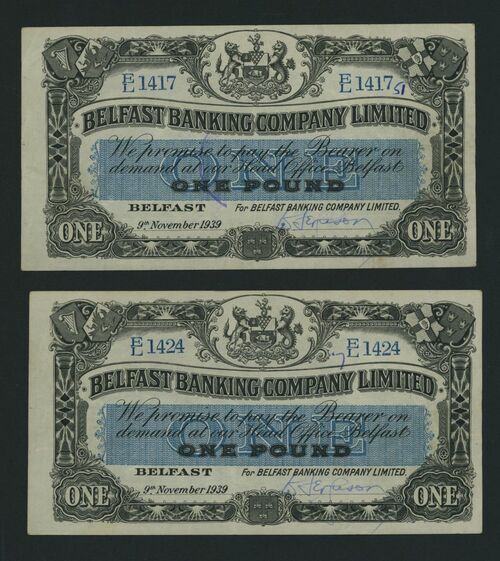 E/L 1417 E/L 1417 51
BELFAST BANKING COMPANY LIMITED
ONE
We promise to pay the Bearer on
demand at our Head Office Belfast
ONE POUND
BELFAST For BELFAST BANKING COMPANY LIMITED.
9th November 1939
ONE ONE
E/L 1424 E/L 1424
BELFAST BANKING COMPANY LIMITED
ONE
We promise to pay the Bearer on
demand at our Head Office Belfast
ONE POUND
BELFAST For BELFAST BANKING COMPANY LIMITED.
9th November 1939
ONE ONE